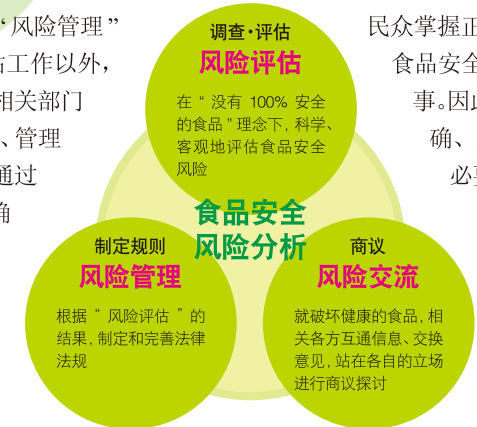 “风险管理”
估工作以外，
相关部门
、管理
通过
确
民众掌握正
食品安全
事。因此
确、
必要
调查·评估
风险评估
在“没有 100% 安全
的食品”理念下，科学、
客观地评估食品安全
风险
食品安全
风险分析
制定规则
风险管理
根据“风险评估”的
结果，制定和完善法律
法规
商议
风险交流
就破坏健康的食品，相
关各方互通信息、交换
意见，站在各自的立场
进行商议探讨